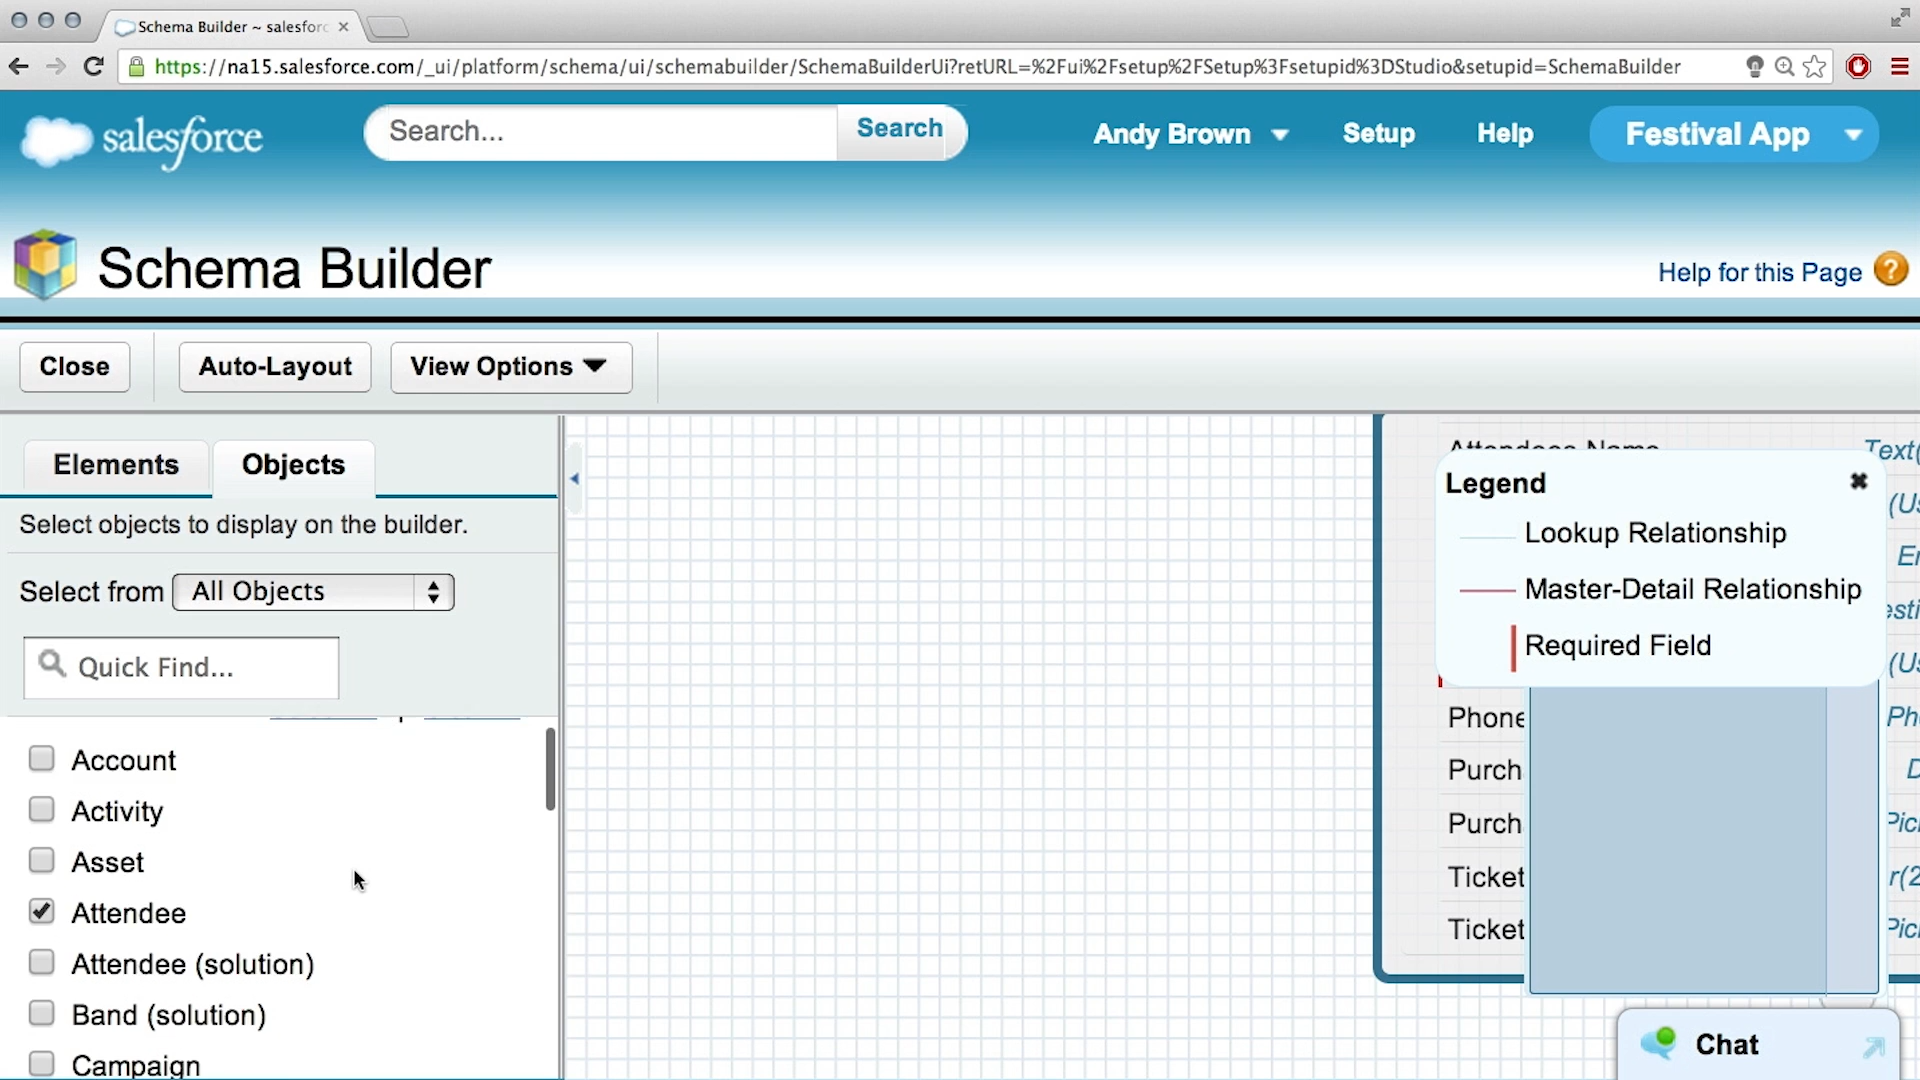 Schema Builder ~ salesforc
https://na15.salesforce.com/_ui/platform/schema/ui/schemabuilder/SchemaBuilderUi?retURL=%2Fui%2Fsetup%2FSetup%3Fsetupid%3DStudio&setupid=SchemaBuilder
salesforce
Search...
Search
Andy Brown
Setup
Help
Festival App
Schema Builder
Help for this Page
Close
Auto-Layout
View Options
Elements
Objects
Select objects to display on the builder.
Select from
All Objects
Quick Find...
Account
Activity
Asset
Attendee
Attendee (solution)
Band (solution)
Campaign
Text(
Legend
Lookup Relationship
Master-Detail Relationship
Required Field
Phone
Purch
Purch
Ticket
Ticket
Chat